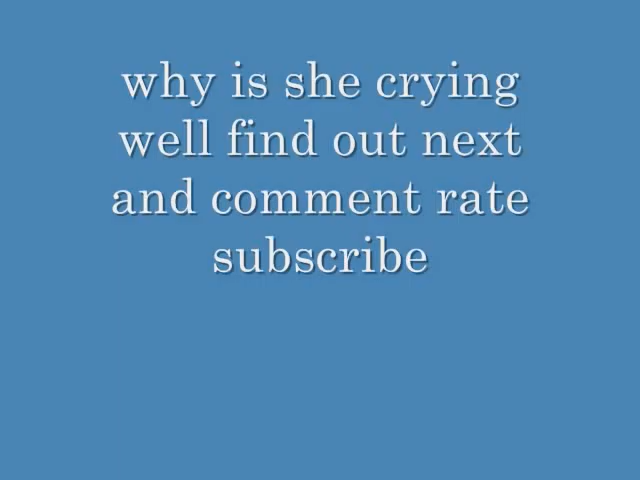 why is she crying
well find out next
and comment rate
subscribe